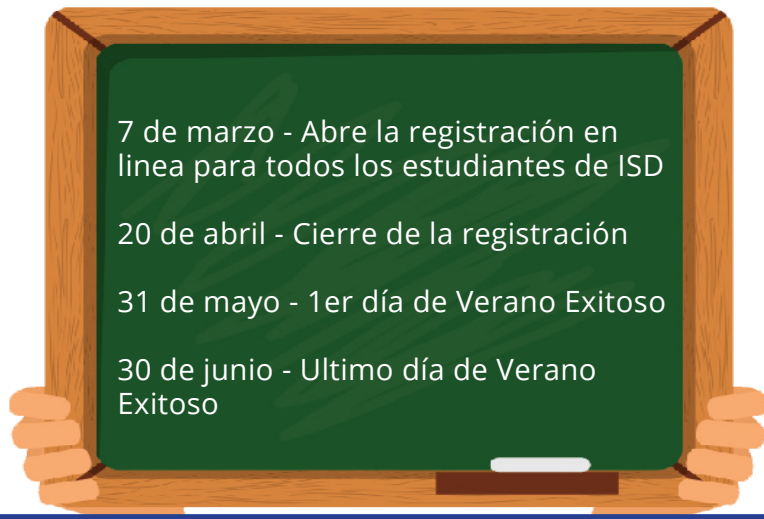 7 de marzo - Abre la registración en
linea para todos los estudiantes de ISD
20 de abril - Cierre de la registración
31 de mayo - 1er día de Verano Exitoso
30 de junio - Ultimo día de Verano
Exitoso